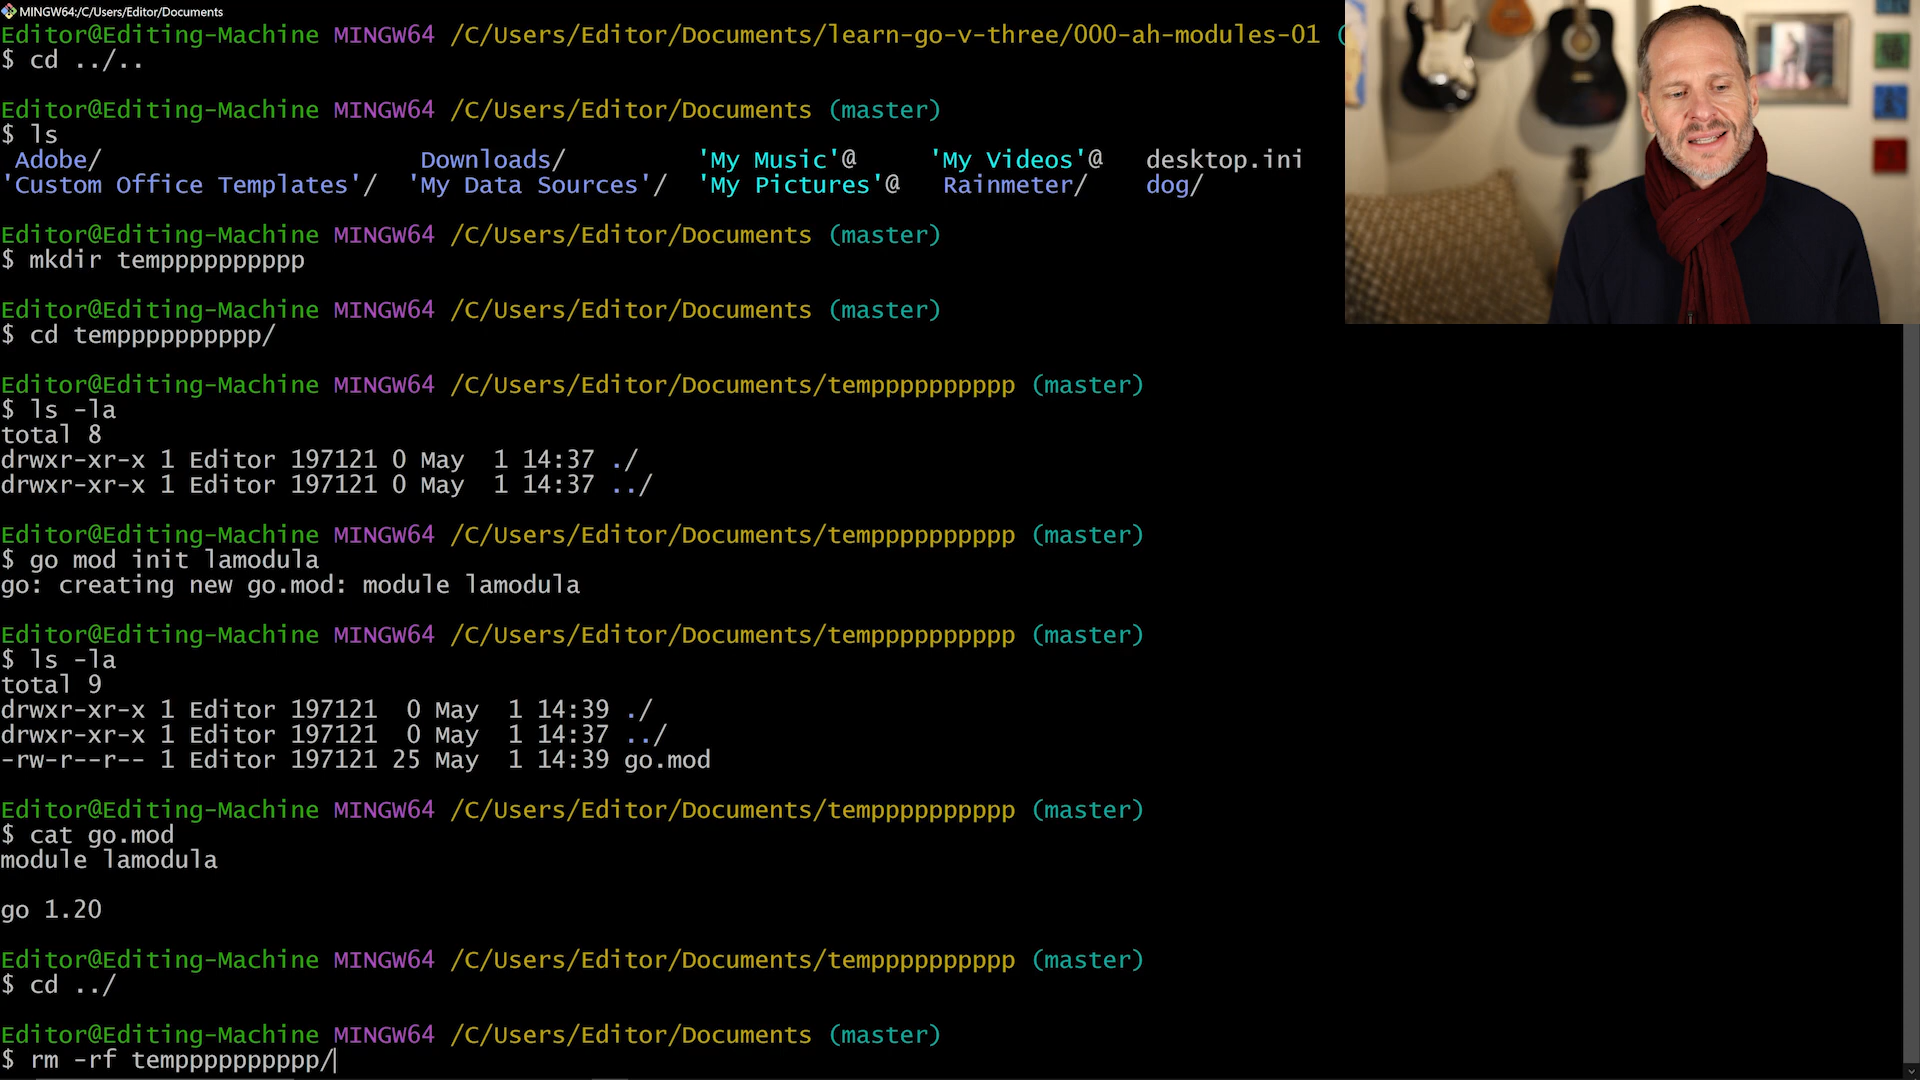 MINGW64:/C/Users/Editor/Documents
Editor@Editing-Machine MINGW64 /C/Users/Editor/Documents/learn-go-v-three/000-ah-modules-01 (
$ cd ../..
Editor@Editing-Machine MINGW64 /C/Users/Editor/Documents (master)
$ ls
Adobe/ Downloads/ 'My Music'@ 'My Videos'@ desktop.ini
'Custom Office Templates'/ 'My Data Sources'/ 'My Pictures'@ Rainmeter/ dog/
Editor@Editing-Machine MINGW64 /C/Users/Editor/Documents (master)
$ mkdir temppppppppppp
Editor@Editing-Machine MINGW64 /C/Users/Editor/Documents (master)
$ cd temppppppppppp/
Editor@Editing-Machine MINGW64 /C/Users/Editor/Documents/temppppppppppp (master)
$ ls -la
total 8
drwxr-xr-x 1 Editor 197121 0 May  1 14:37 ./
drwxr-xr-x 1 Editor 197121 0 May  1 14:37 ../
Editor@Editing-Machine MINGW64 /C/Users/Editor/Documents/temppppppppppp (master)
$ go mod init lamodula
go: creating new go.mod: module lamodula
Editor@Editing-Machine MINGW64 /C/Users/Editor/Documents/temppppppppppp (master)
$ ls -la
total 9
drwxr-xr-x 1 Editor 197121  0 May  1 14:39 ./
drwxr-xr-x 1 Editor 197121  0 May  1 14:37 ../
-rw-r--r-- 1 Editor 197121 25 May  1 14:39 go.mod
Editor@Editing-Machine MINGW64 /C/Users/Editor/Documents/temppppppppppp (master)
$ cat go.mod
module lamodula
go 1.20
Editor@Editing-Machine MINGW64 /C/Users/Editor/Documents/temppppppppppp (master)
$ cd ../
Editor@Editing-Machine MINGW64 /C/Users/Editor/Documents (master)
$ rm -rf temppppppppppp/